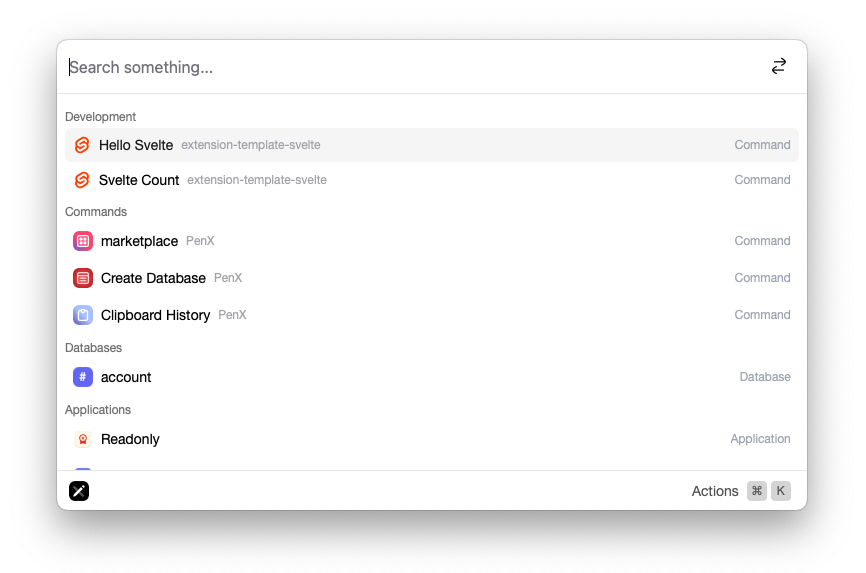 Search something...
Development
Hello Svelte extension-template-svelte Command
Svelte Count extension-template-svelte Command
Commands
marketplace PenX Command
Create Database PenX Command
Clipboard History PenX Command
Databases
# account Database
Applications
Readonly Application
Actions ⌘ K